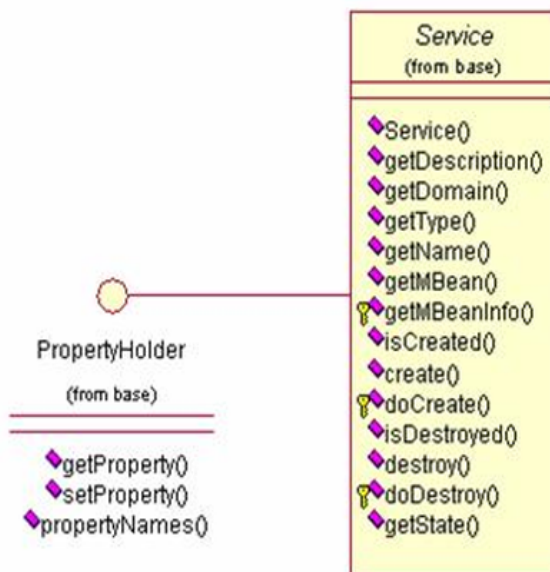 Service
(from base)
Service()
getDescription()
getDomain()
getType()
getName()
getMBean()
getMBeanInfo()
isCreated()
create()
doCreate()
isDestroyed()
destroy()
doDestroy()
getState()
PropertyHolder
(from base)
getProperty()
setProperty()
propertyNames()